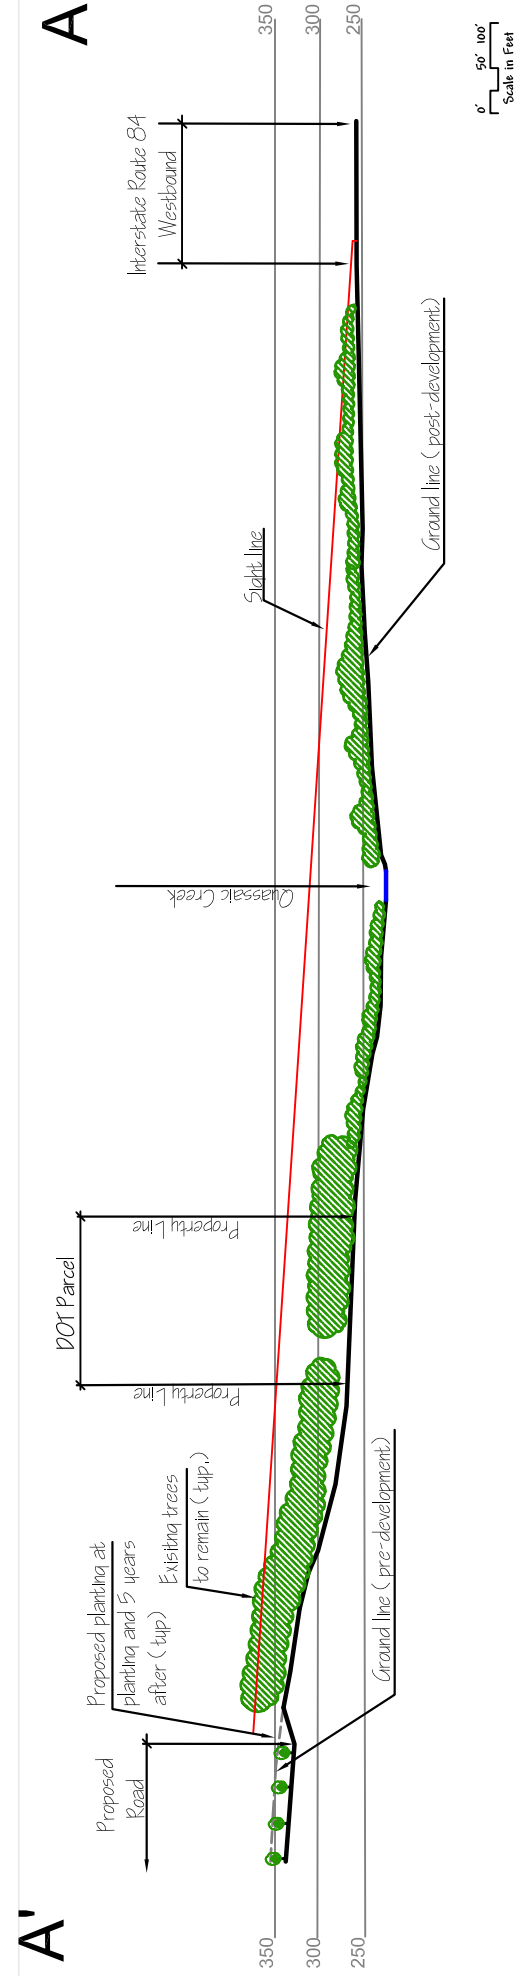 A'
A
350
300
250
350
300
250
Proposed
Road
Proposed planting at
planting and 5 years
after (typ)
Exisitng trees
to remain (typ.)
DOT Parcel
Property Line
Property Line
Quassaic Creek
Sight line
Interstate Route 84
Westbound
Ground line (pre-development)
Ground line (post-development)
0' 50' 100'
Scale in Feet